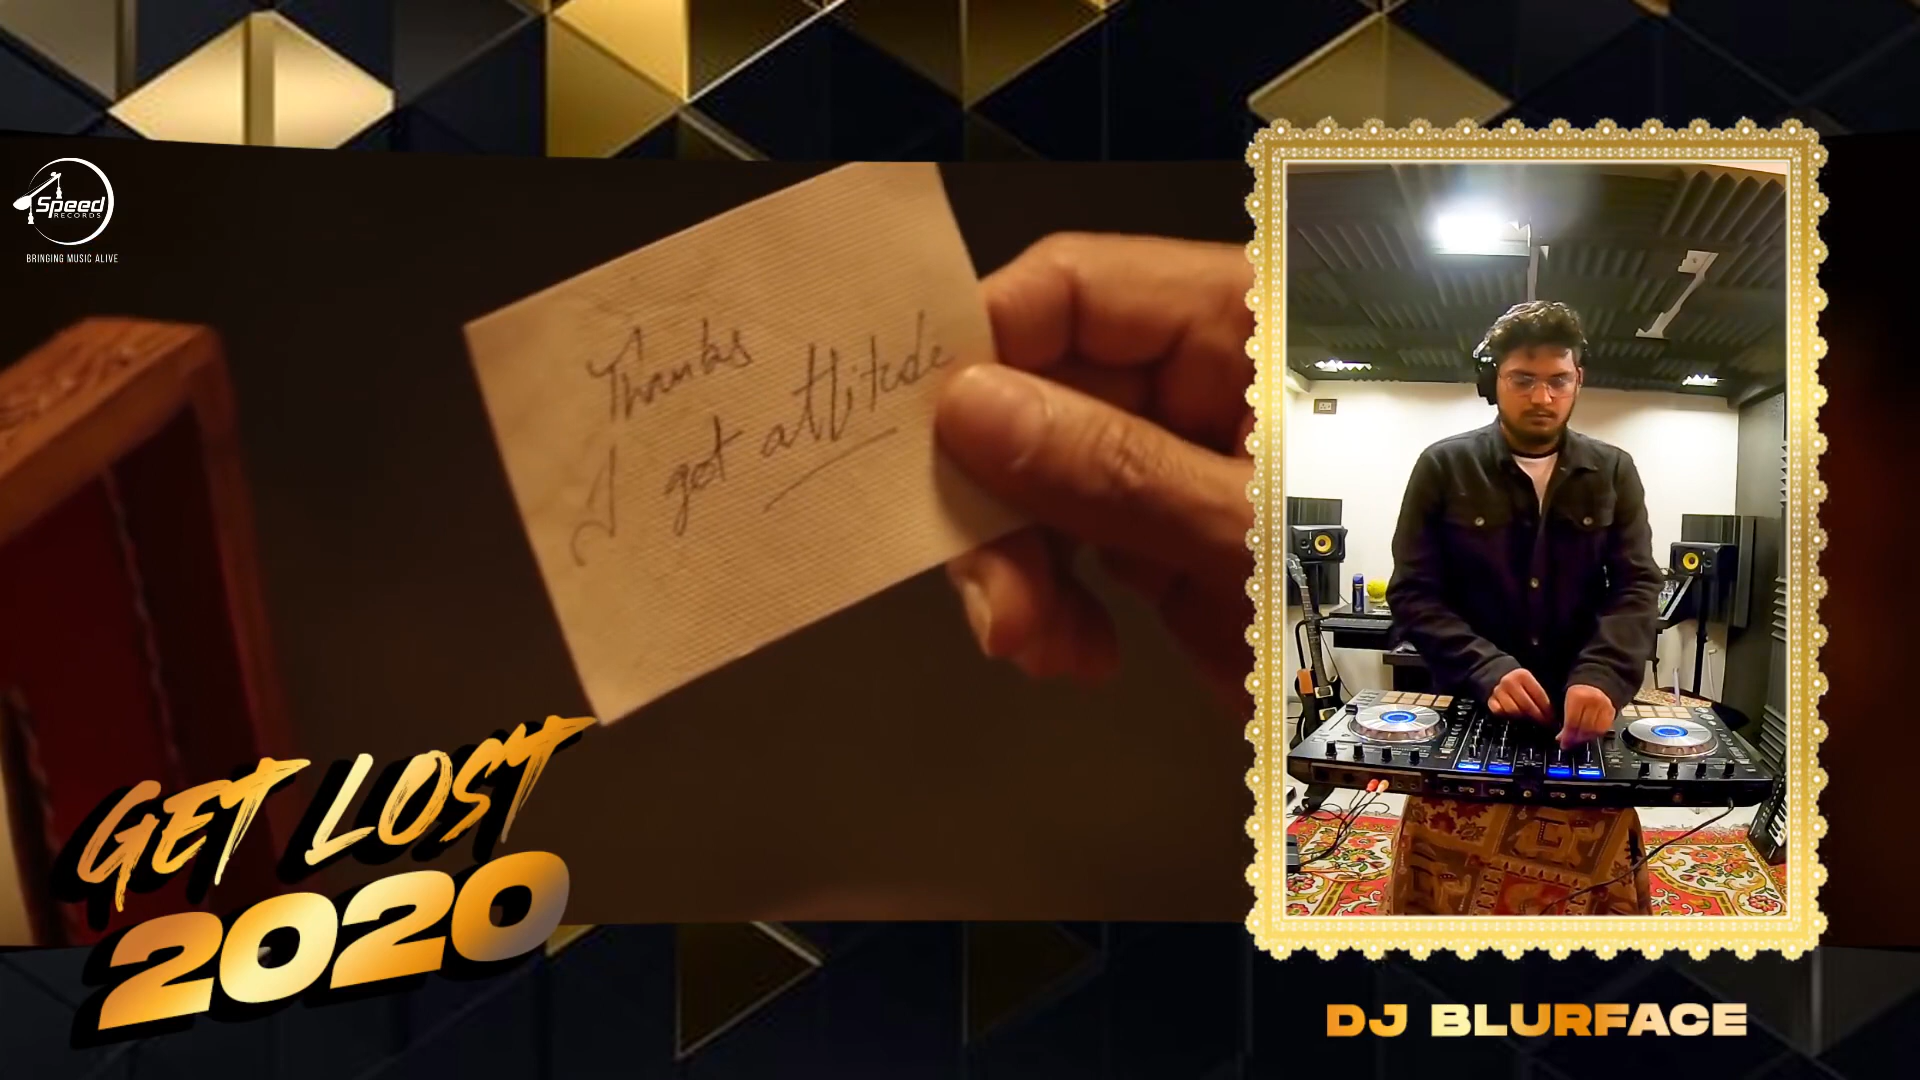 Speed
RECORDS
BRINGING MUSIC ALIVE
Thanks
I got attitude
GET LOST
2020
DJ BLURFACE